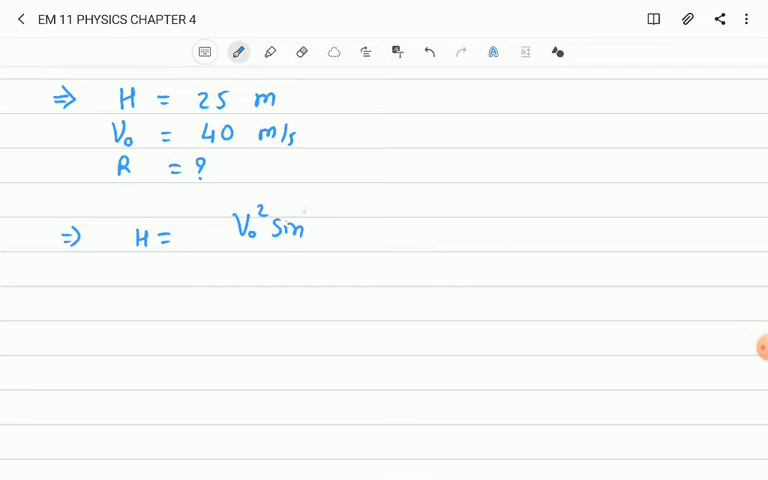 EM 11 PHYSICS CHAPTER 4
⇒ H = 25 m
V₀ = 40 m/s
R = ?
⇒ H = V₀² sin